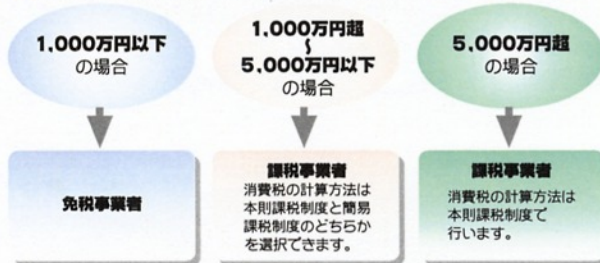 1,000万円以下
の場合
1,000万円超
〜
5,000万円以下
の場合
5,000万円超
の場合
免税事業者
課税事業者
消費税の計算方法は
本則課税制度と簡易
課税制度のどちらか
を選択できます。
課税事業者
消費税の計算方法は
本則課税制度で
行います。